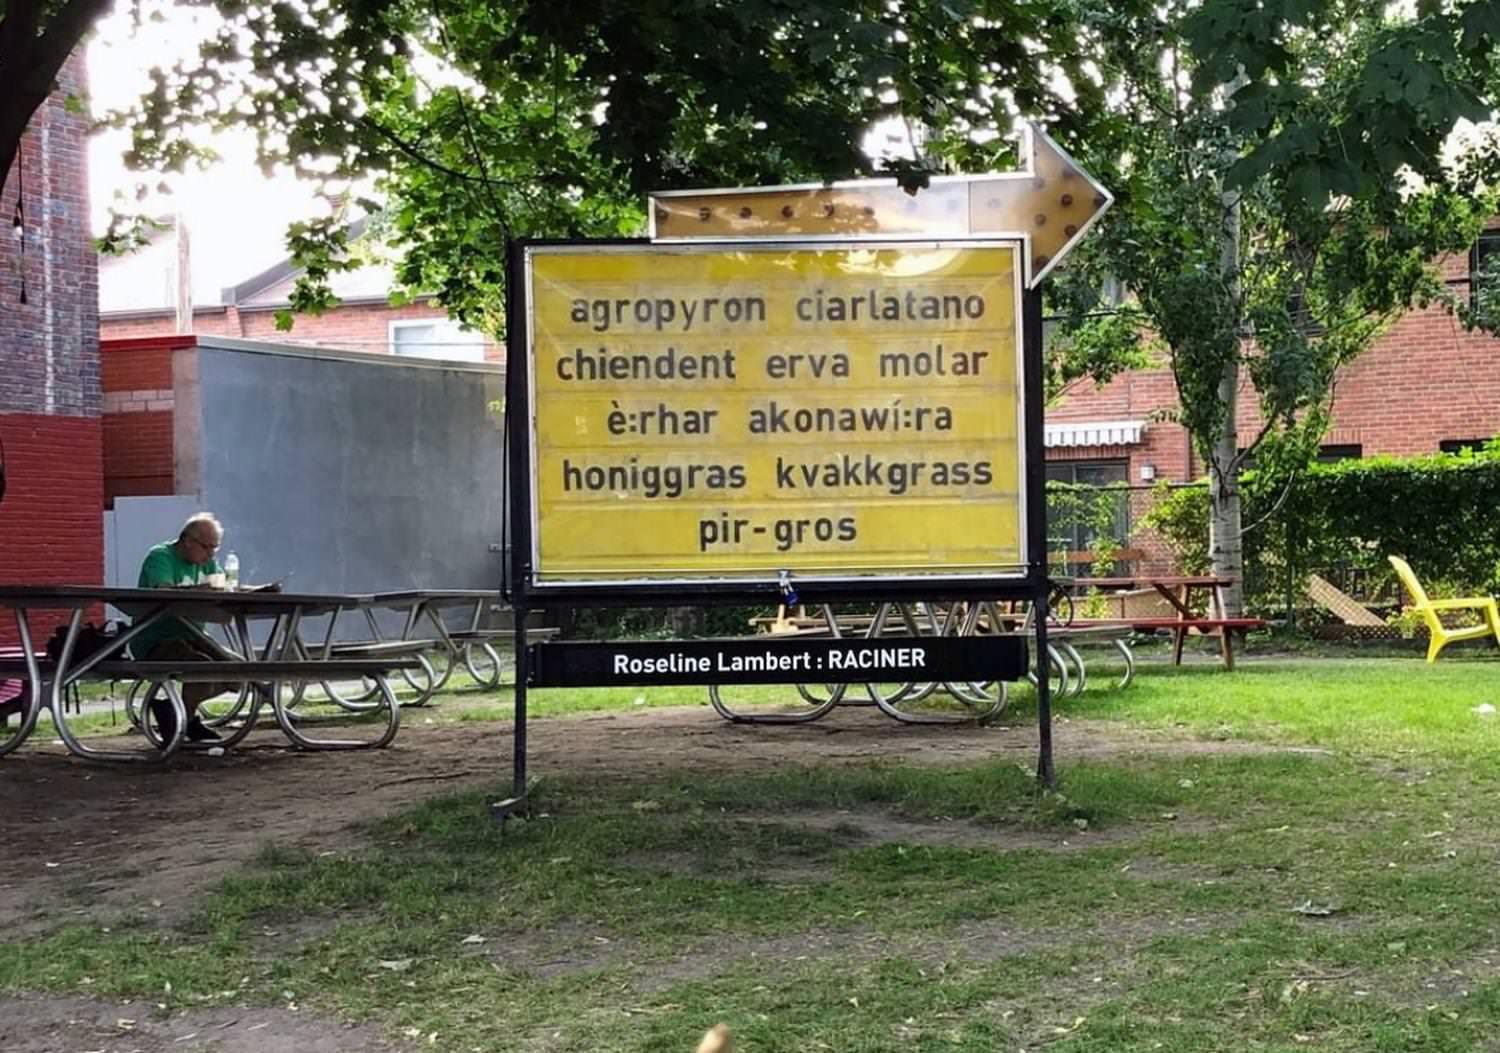 agropyron ciarlatano
chiendent erva molar
è:rhar akonawí:ra
honiggras kvakkgrass
pir-gros
Roseline Lambert : RACINER